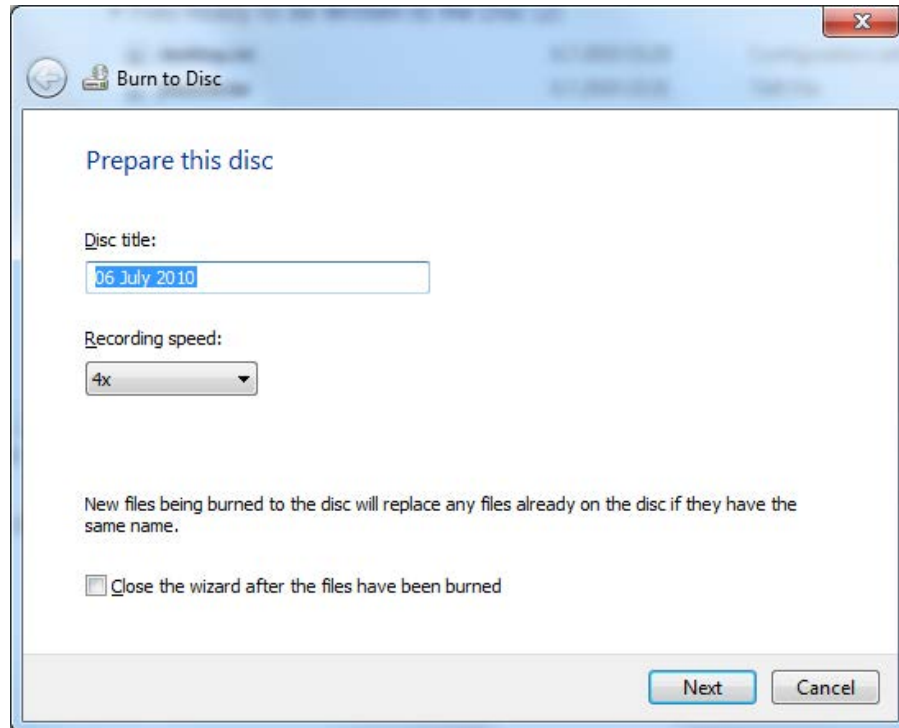 Burn to Disc
Prepare this disc
Disc title:
06 July 2010
Recording speed:
4x
New files being burned to the disc will replace any files already on the disc if they have the
same name.
Close the wizard after the files have been burned
Next
Cancel